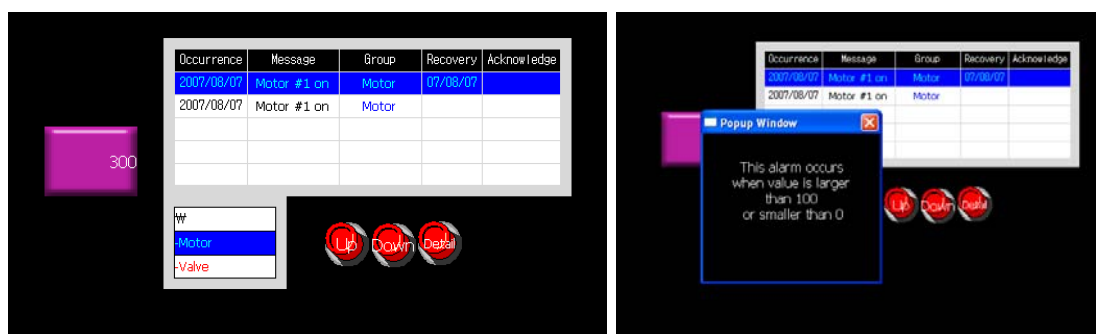 Occurrence Message Group Recovery Acknowledge
2007/08/07 Motor #1 on Motor 07/08/07
2007/08/07 Motor #1 on Motor
300
₩
-Motor
-Valve
Up Down Detail
Occurrence Message Group Recovery Acknowledge
2007/08/07 Motor #1 on Motor 07/08/07
2007/08/07 Motor #1 on Motor
Popup Window
This alarm occurs
when value is larger
than 100
or smaller than 0
Up Down Detail